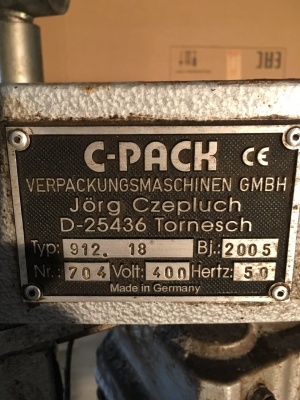 C-PACK CE
VERPACKUNGSMASCHINEN GMBH
Jörg Czepluch
D-25436 Tornesch
Typ: 912. 18 Bj.: 2005
Nr.: 704 Volt: 400 Hertz: 50
Made in Germany